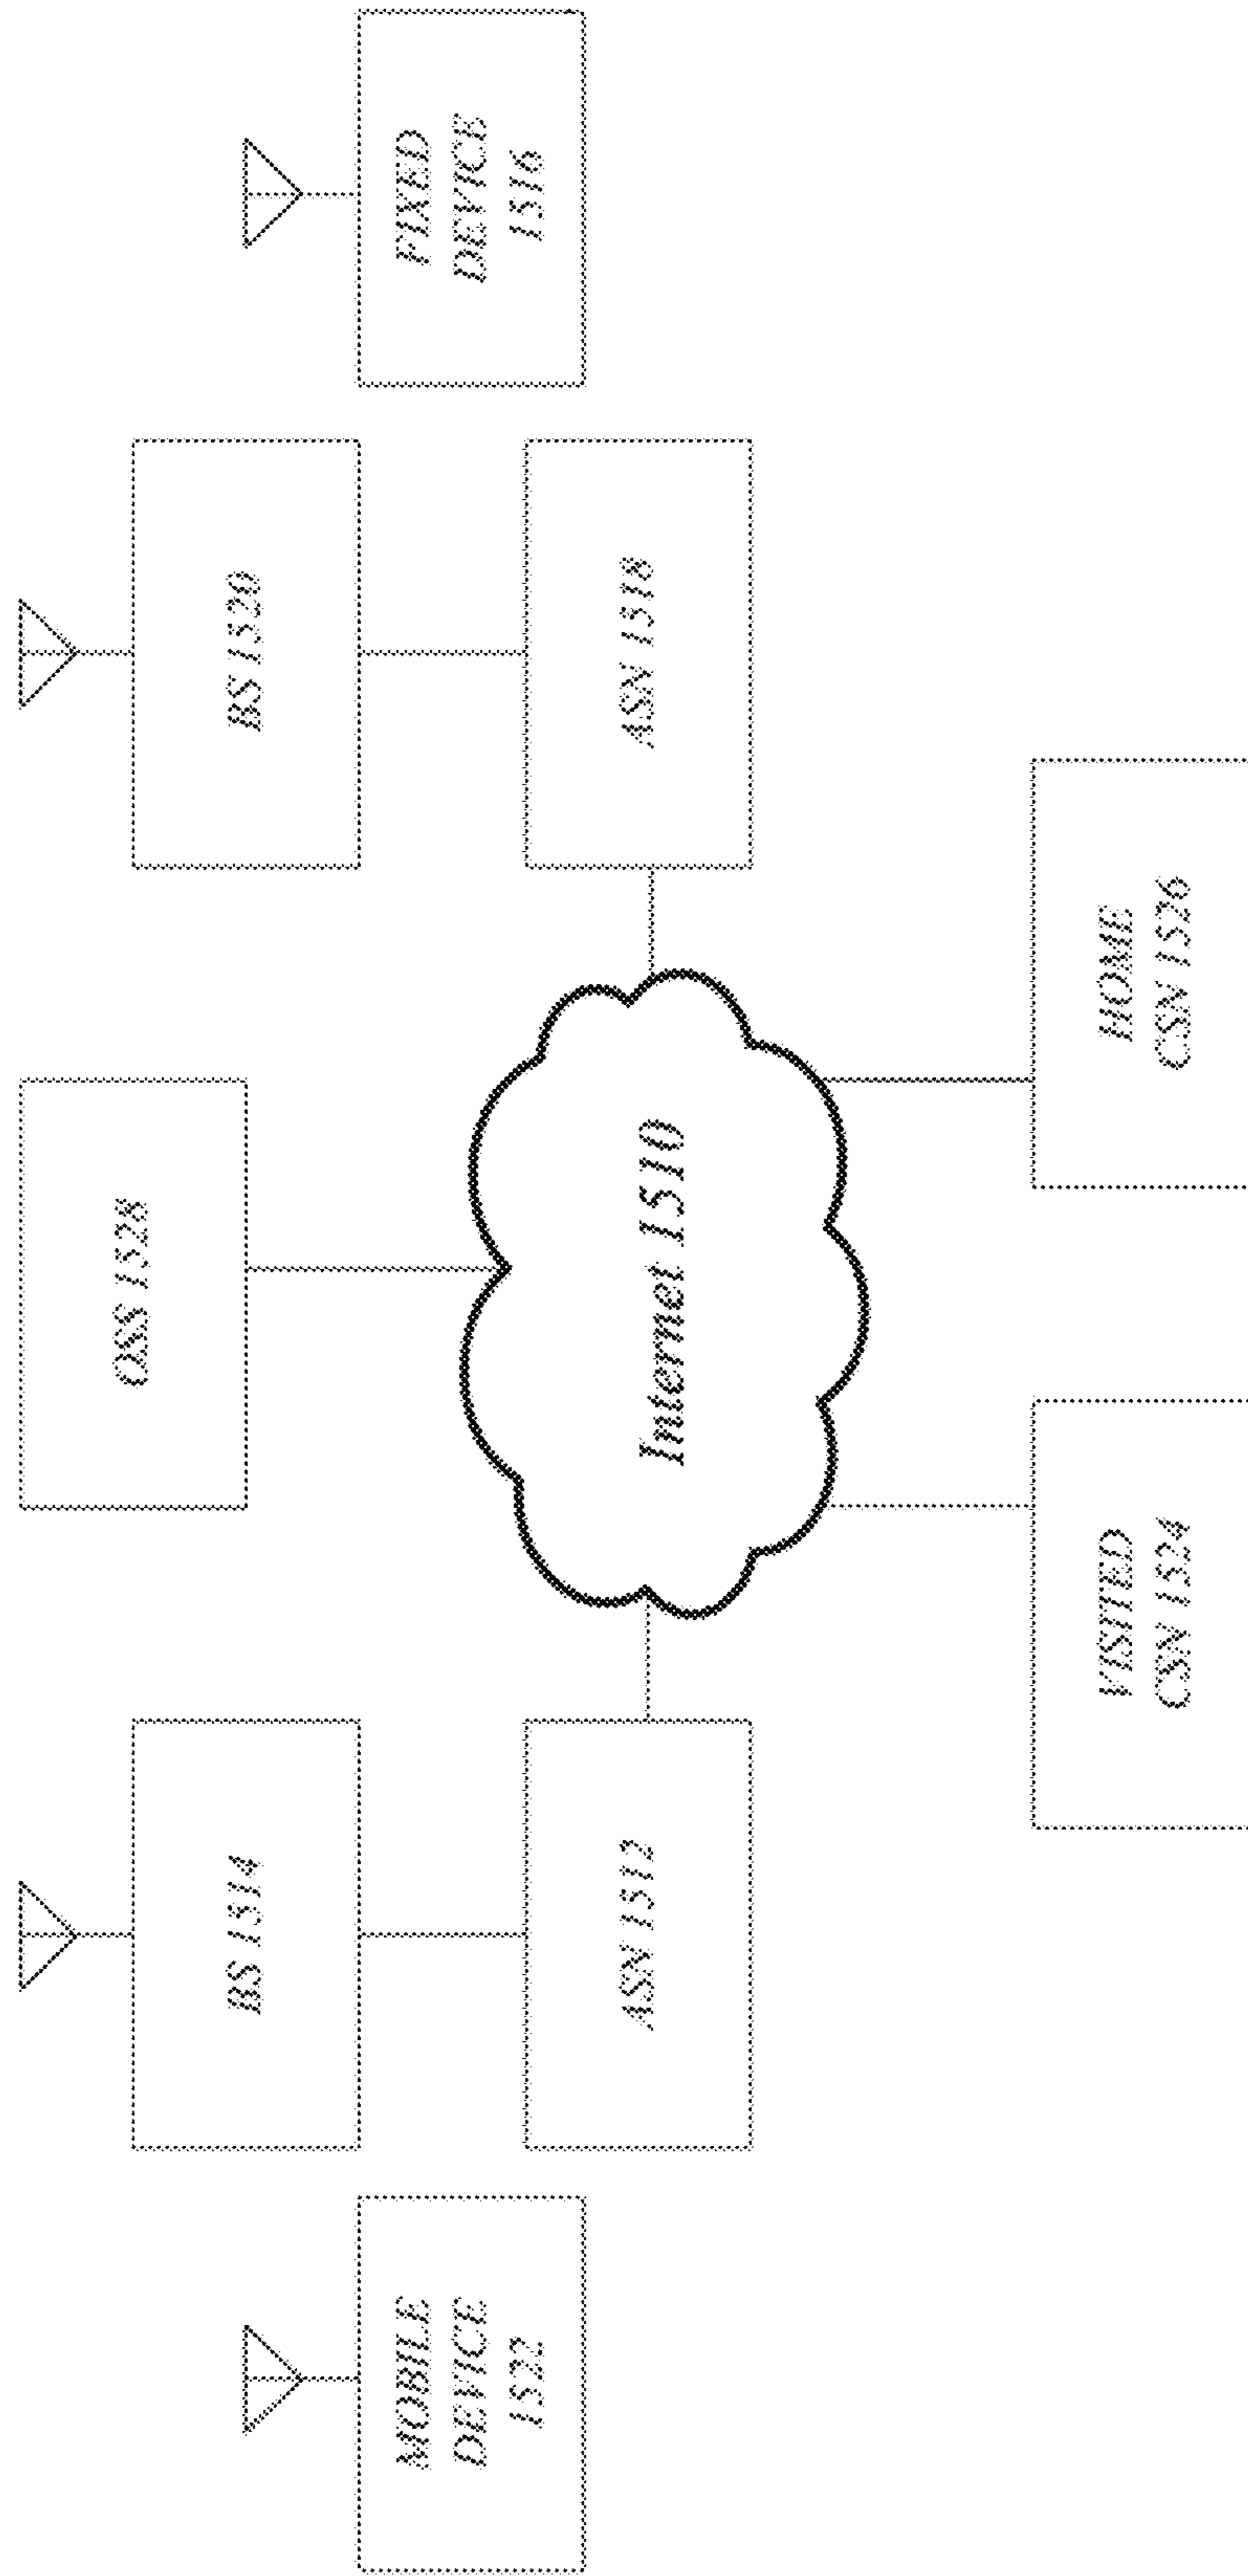 MOBILE
DEVICE
1522
BS 1514
ASN 1512
OSS 1528
Internet 1510
VISITED
CSN 1524
HOME
CSN 1526
BS 1520
ASN 1518
FIXED
DEVICE
1516